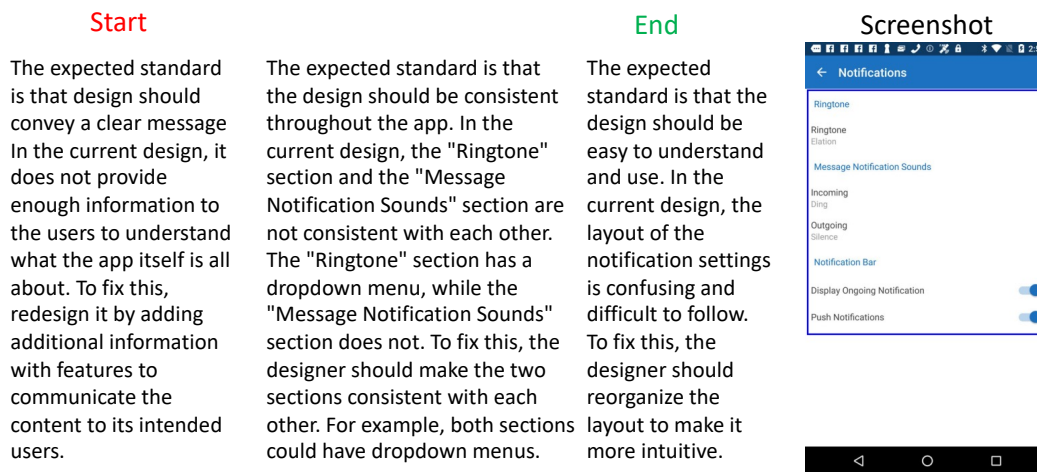 Start
The expected standard
is that design should
convey a clear message
In the current design, it
does not provide
enough information to
the users to understand
what the app itself is all
about. To fix this,
redesign it by adding
additional information
with features to
communicate the
content to its intended
users.
The expected standard is that
the design should be consistent
throughout the app. In the
current design, the "Ringtone"
section and the "Message
Notification Sounds" section are
not consistent with each other.
The "Ringtone" section has a
dropdown menu, while the
"Message Notification Sounds"
section does not. To fix this, the
designer should make the two
sections consistent with each
other. For example, both sections
could have dropdown menus.
End
The expected
standard is that the
design should be
easy to understand
and use. In the
current design, the
layout of the
notification settings
is confusing and
difficult to follow.
To fix this, the
designer should
reorganize the
layout to make it
more intuitive.
Screenshot
Notifications
Ringtone
Ringtone
Elation
Message Notification Sounds
Incoming
Ding
Outgoing
Silence
Notification Bar
Display Ongoing Notification
Push Notifications